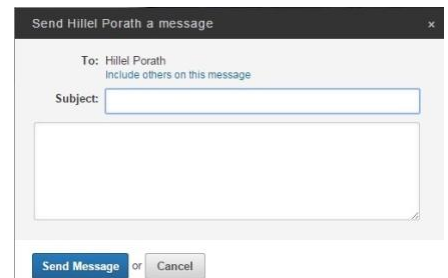 Send Hillel Porath a message ×
To: Hillel Porath
Include others on this message
Subject:
Send Message or Cancel